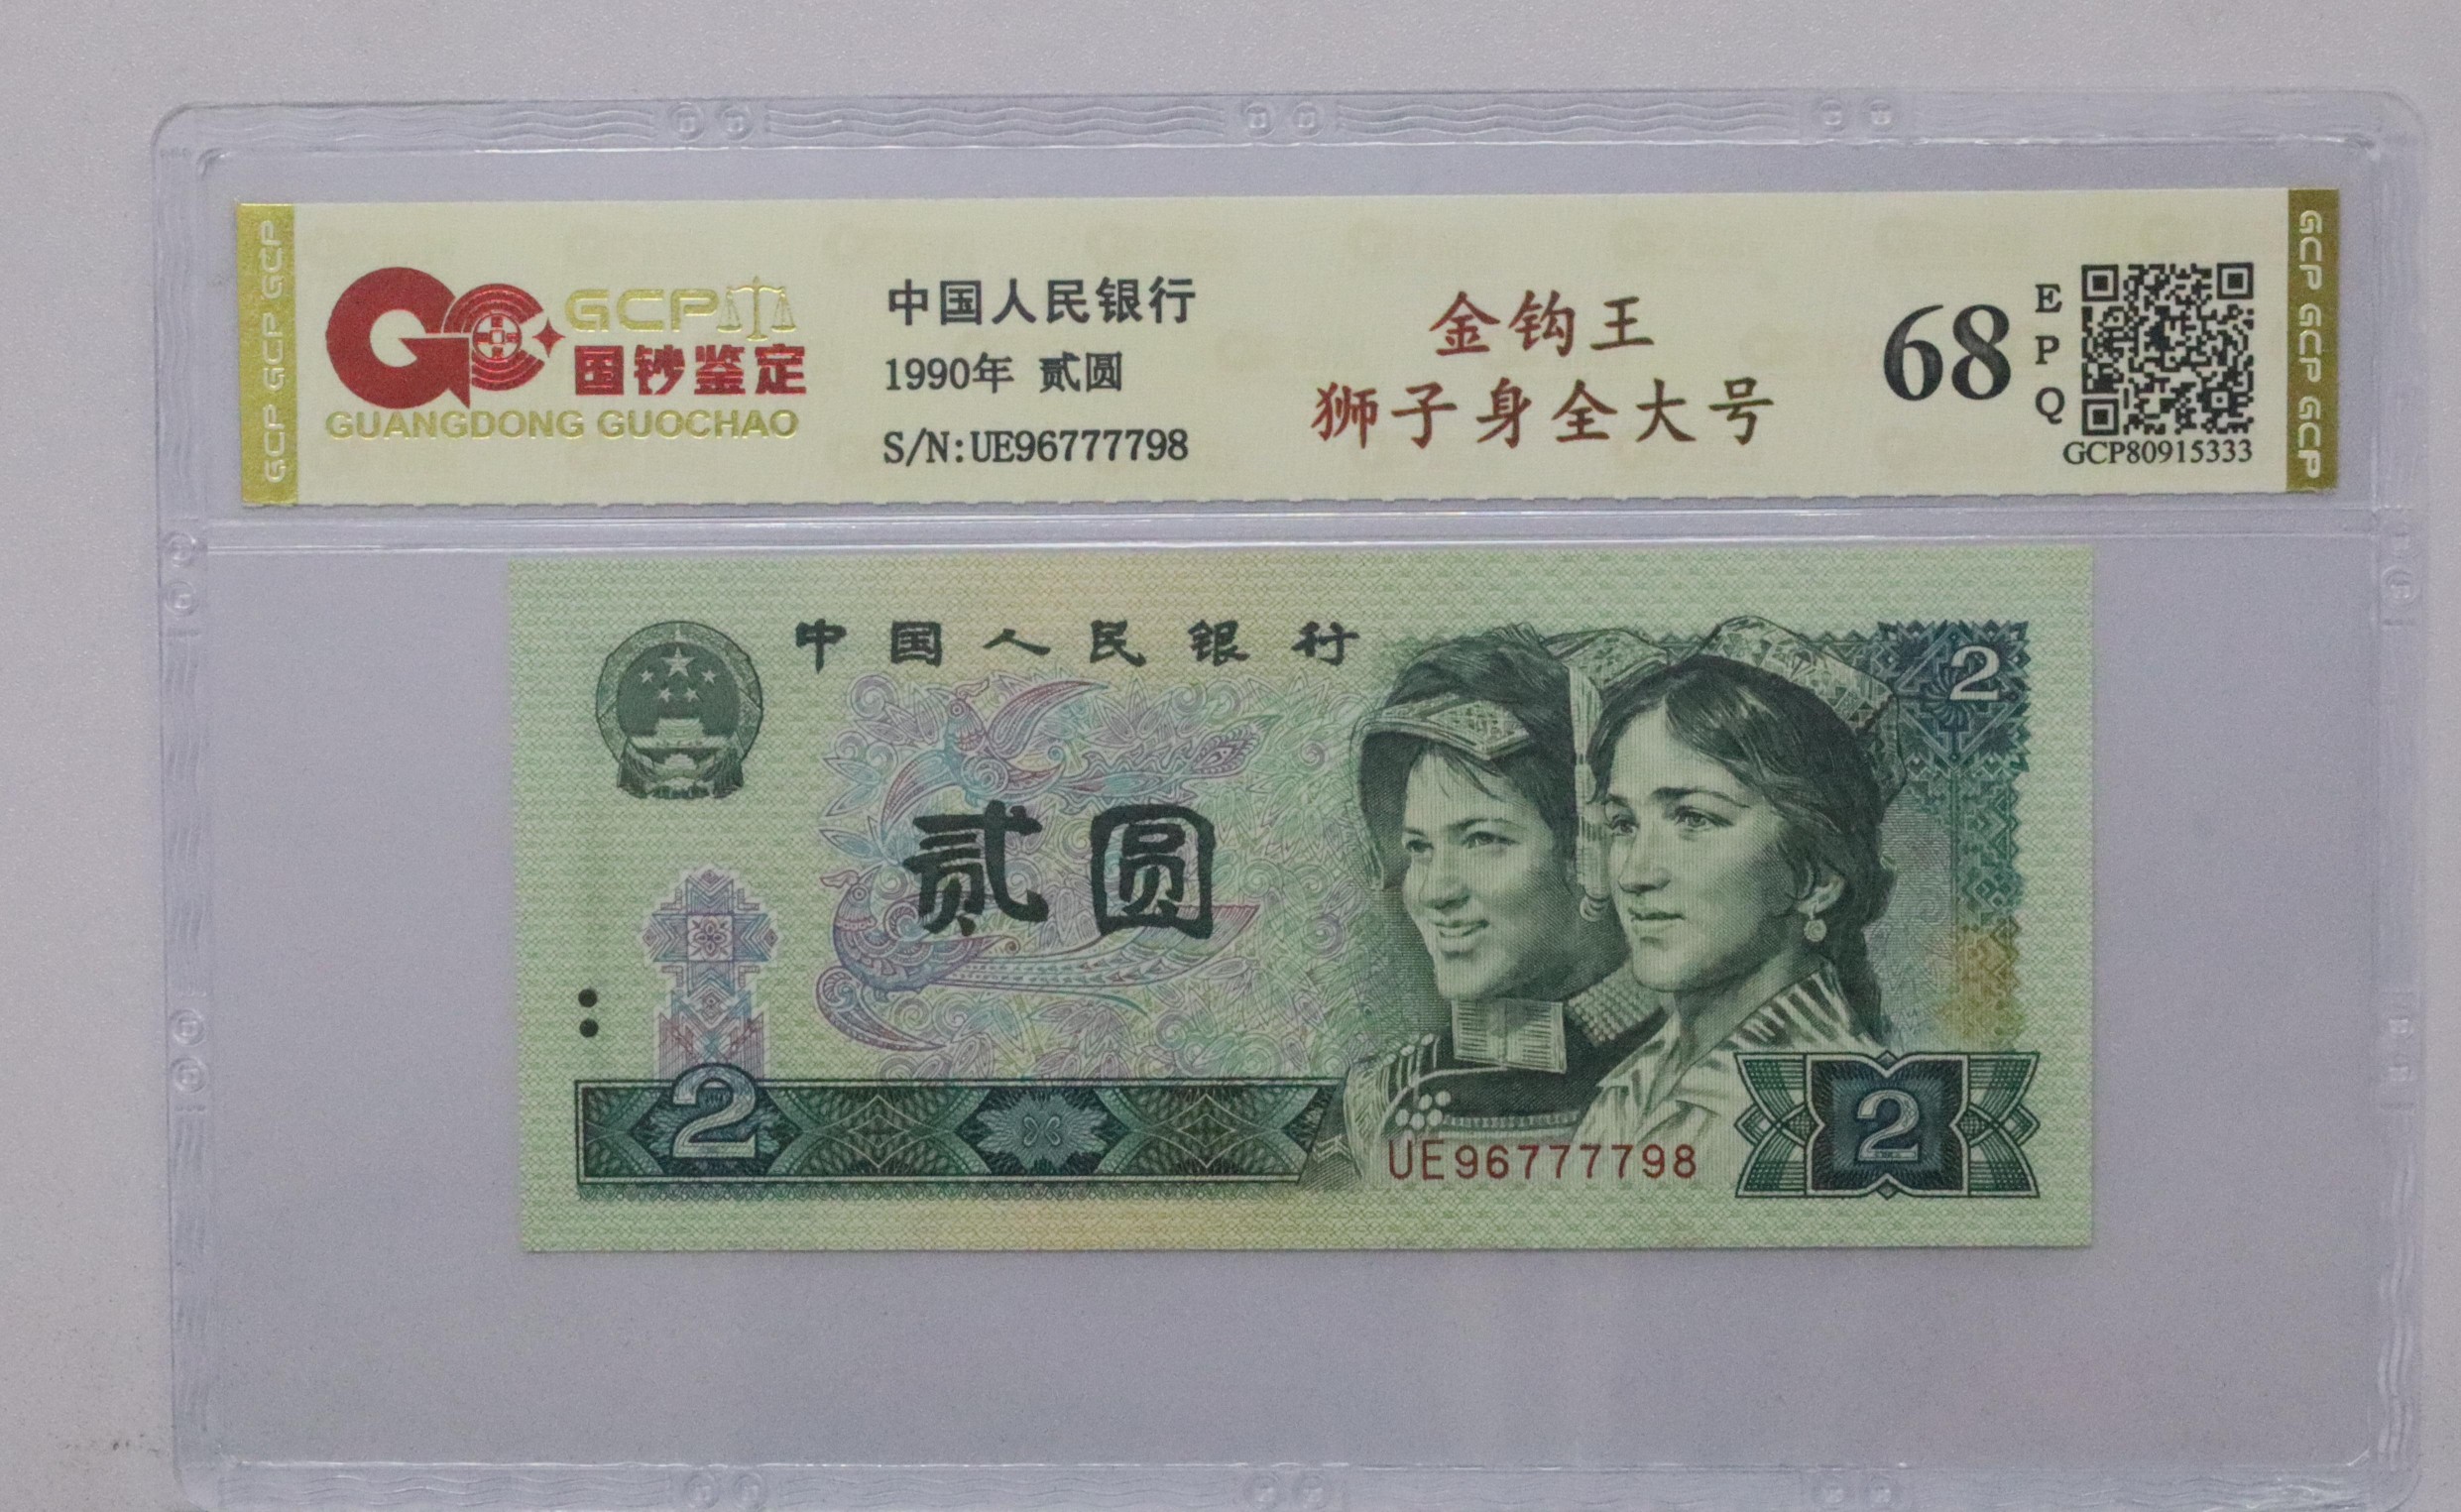 GCP GCP GCP
GCP
国钞鉴定
GUANGDONG GUOCHAO
中国人民银行
1990年 贰圆
S/N:UE96777798
金钩王
狮子身全大号
68
E
P
Q
GCP80915333
GCP GCP GCP
中国人民银行
2
贰圆
2
UE96777798
2